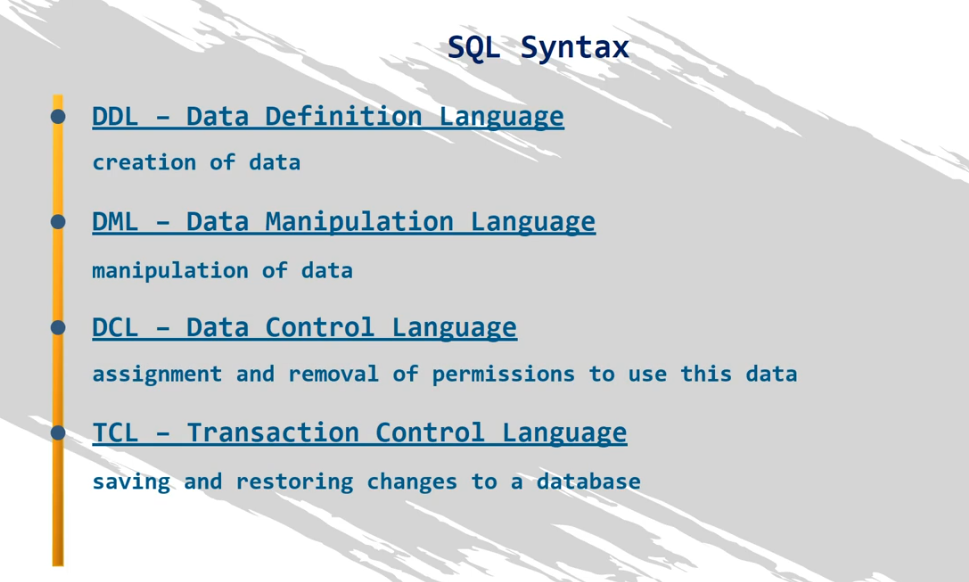 SQL Syntax
DDL – Data Definition Language
creation of data
DML – Data Manipulation Language
manipulation of data
DCL – Data Control Language
assignment and removal of permissions to use this data
TCL – Transaction Control Language
saving and restoring changes to a database